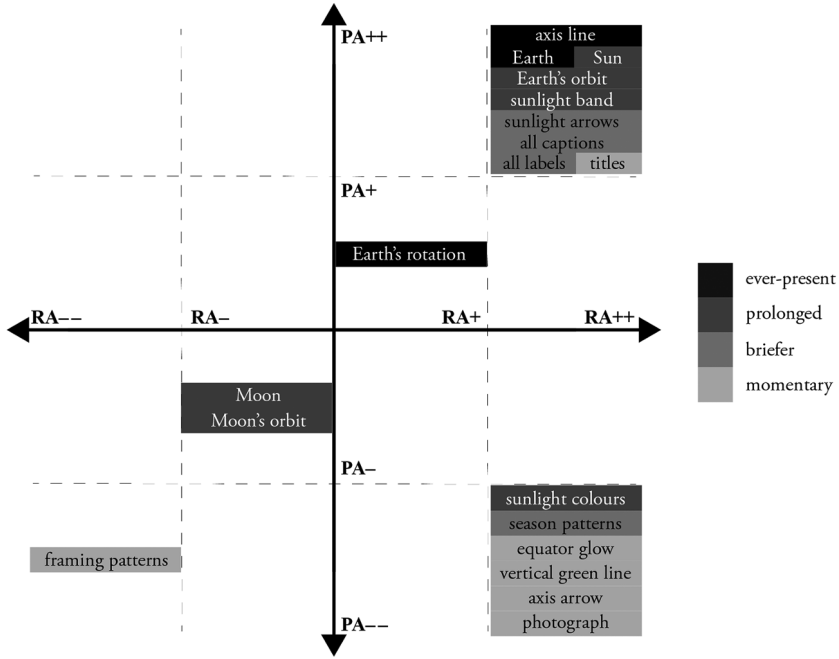 PA++
axis line
Earth Sun
Earth's orbit
sunlight band
sunlight arrows
all captions
all labels titles
PA+
Earth's rotation
RA–– RA– RA+ RA++
ever-present
prolonged
briefer
momentary
Moon
Moon's orbit
PA–
sunlight colours
season patterns
equator glow
vertical green line
axis arrow
photograph
framing patterns
PA––